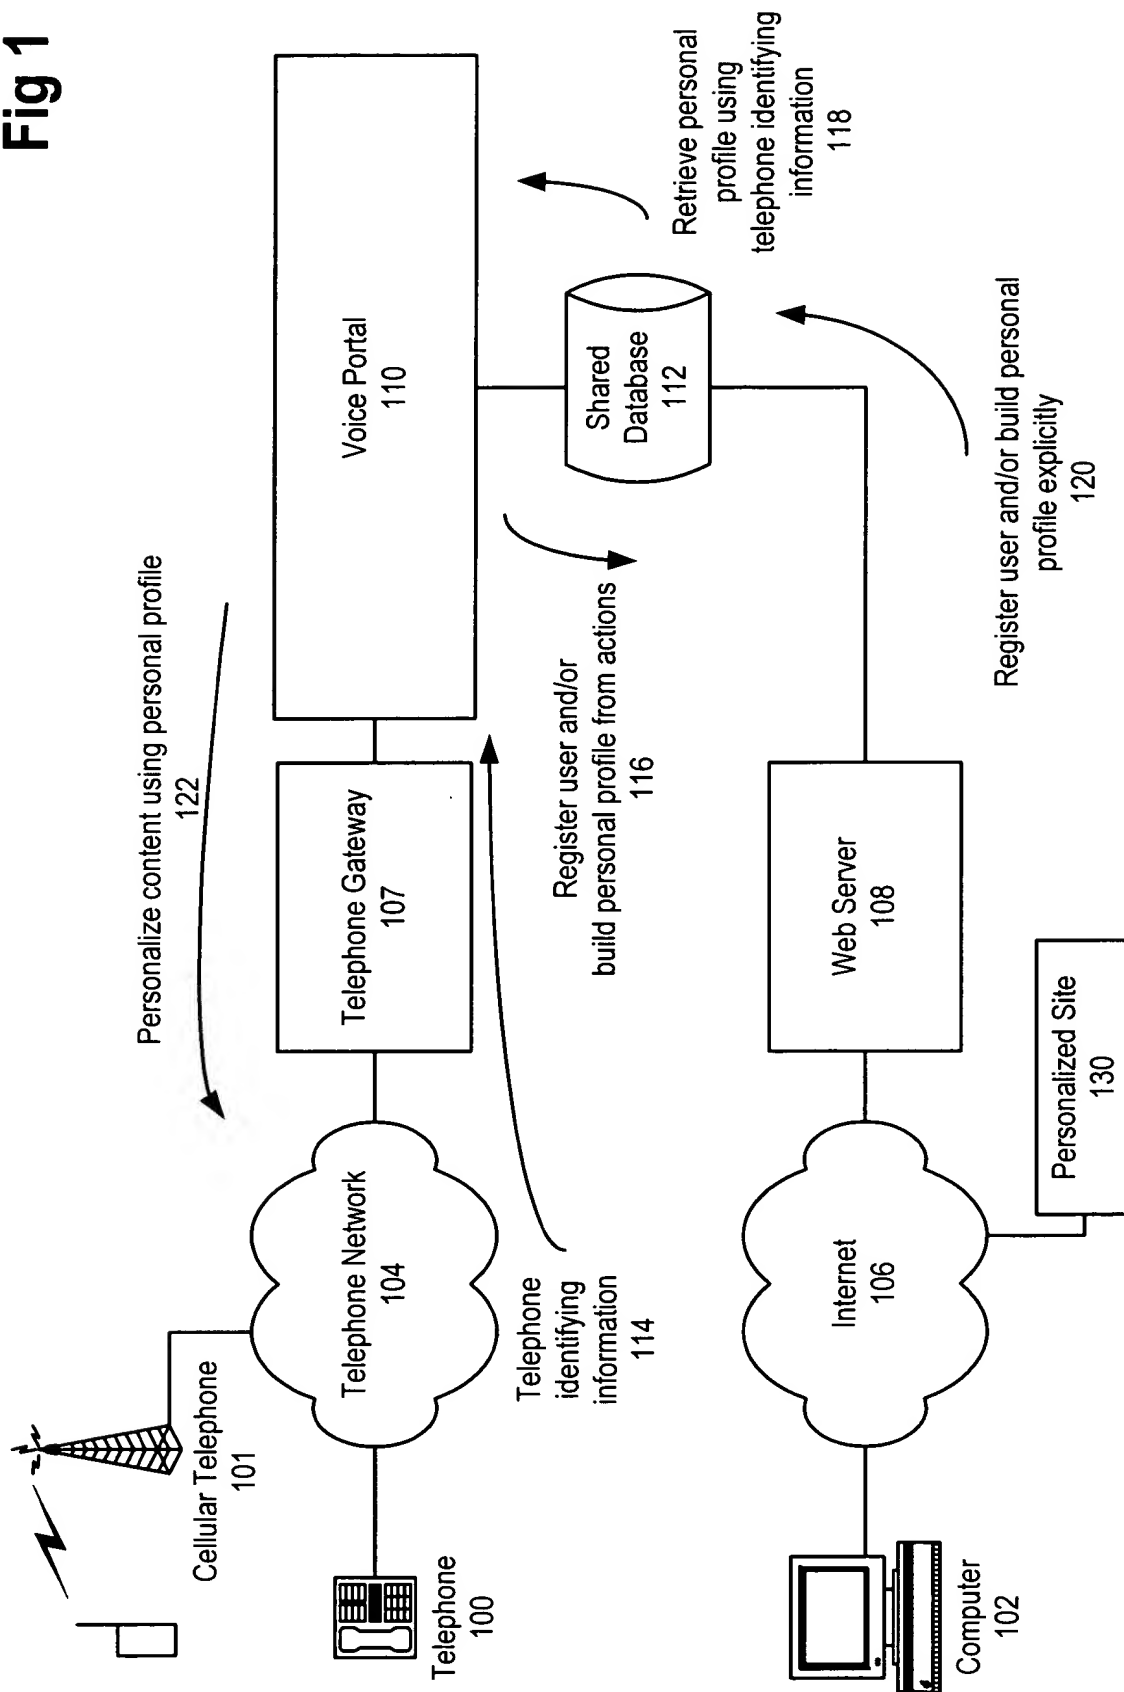 Fig 1
Personalize content using personal profile
122
Cellular Telephone
101
Telephone
100
Telephone Network
104
Telephone Gateway
107
Voice Portal
110
Telephone
identifying
information
114
Register user and/or
build personal profile from actions
116
Shared
Database
112
Retrieve personal
profile using
telephone identifying
information
118
Computer
102
Internet
106
Web Server
108
Register user and/or build personal
profile explicitly
120
Personalized Site
130